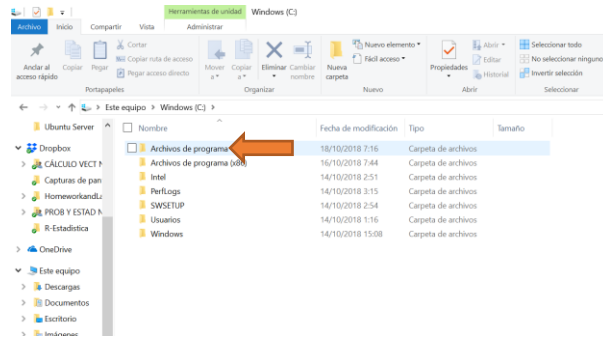 Herramientas de unidad Windows (C:)
Archivo Inicio Compartir Vista Administrar
Anclar al acceso rápido
Copiar
Pegar
Cortar
Copiar ruta de acceso
Pegar acceso directo
Portapapeles
Mover a
Copiar a
Eliminar
Cambiar nombre
Organizar
Nueva carpeta
Nuevo elemento
Fácil acceso
Nuevo
Propiedades
Abrir
Editar
Historial
Abrir
Seleccionar todo
No seleccionar ninguno
Invertir selección
Seleccionar
Este equipo > Windows (C:) >
Nombre Fecha de modificación Tipo Tamaño
Archivos de programa 18/10/2018 7:16 Carpeta de archivos
Archivos de programa (x86) 16/10/2018 7:44 Carpeta de archivos
Intel 14/10/2018 2:51 Carpeta de archivos
PerfLogs 14/10/2018 3:15 Carpeta de archivos
SWSETUP 14/10/2018 2:54 Carpeta de archivos
Usuarios 14/10/2018 1:16 Carpeta de archivos
Windows 14/10/2018 15:08 Carpeta de archivos
Ubuntu Server
Dropbox
CÁLCULO VECT
Capturas de pan
HomeworkandLa
PROB Y ESTAD
R-Estadistica
OneDrive
Este equipo
Descargas
Documentos
Escritorio
Imágenes